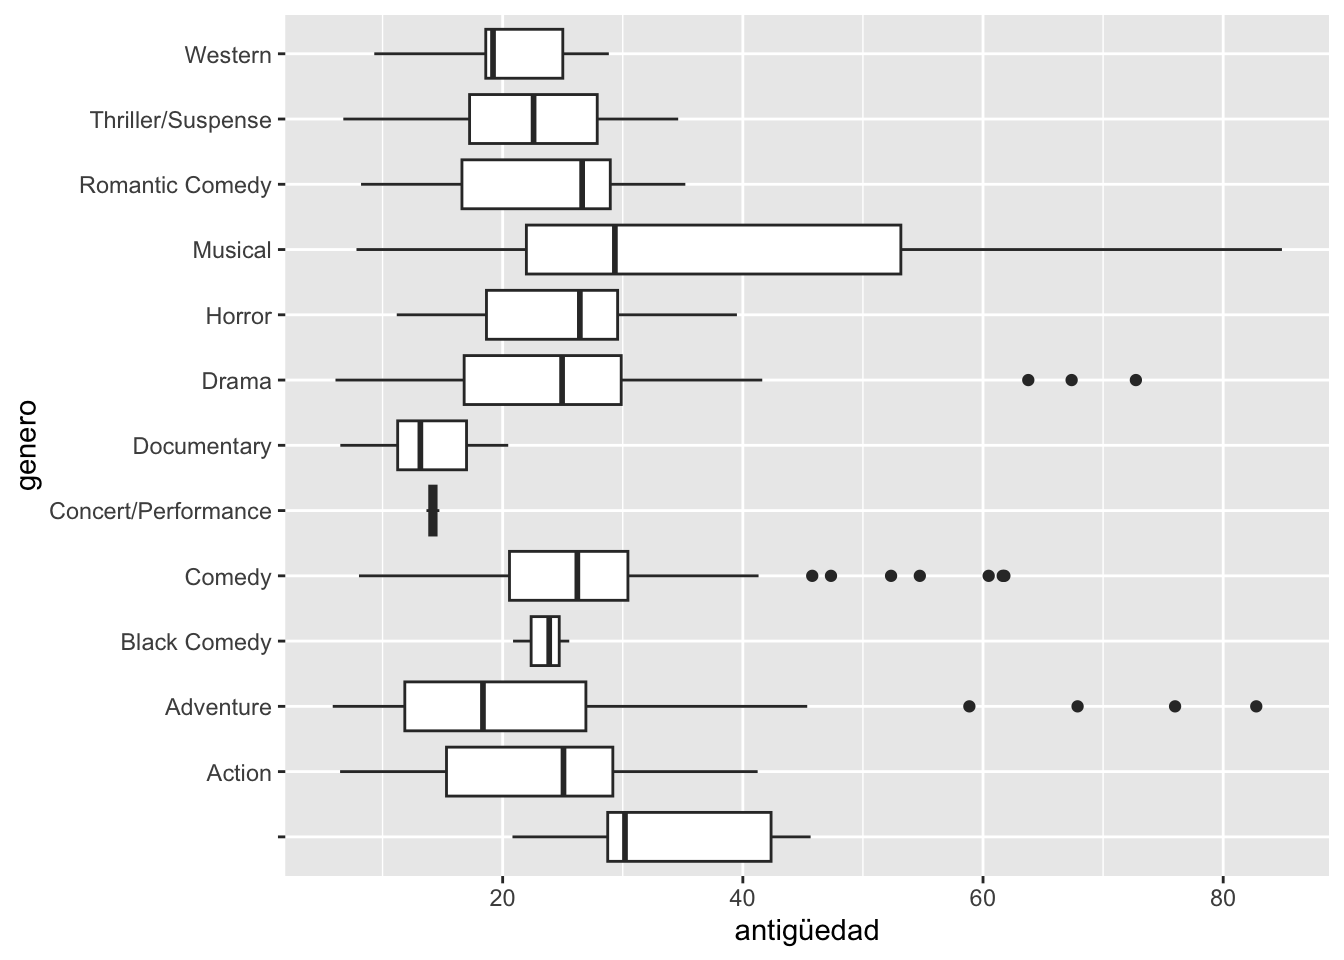 Western
Thriller/Suspense
Romantic Comedy
Musical
Horror
Drama
Documentary
Concert/Performance
Comedy
Black Comedy
Adventure
Action
genero
20 40 60 80
antigüedad